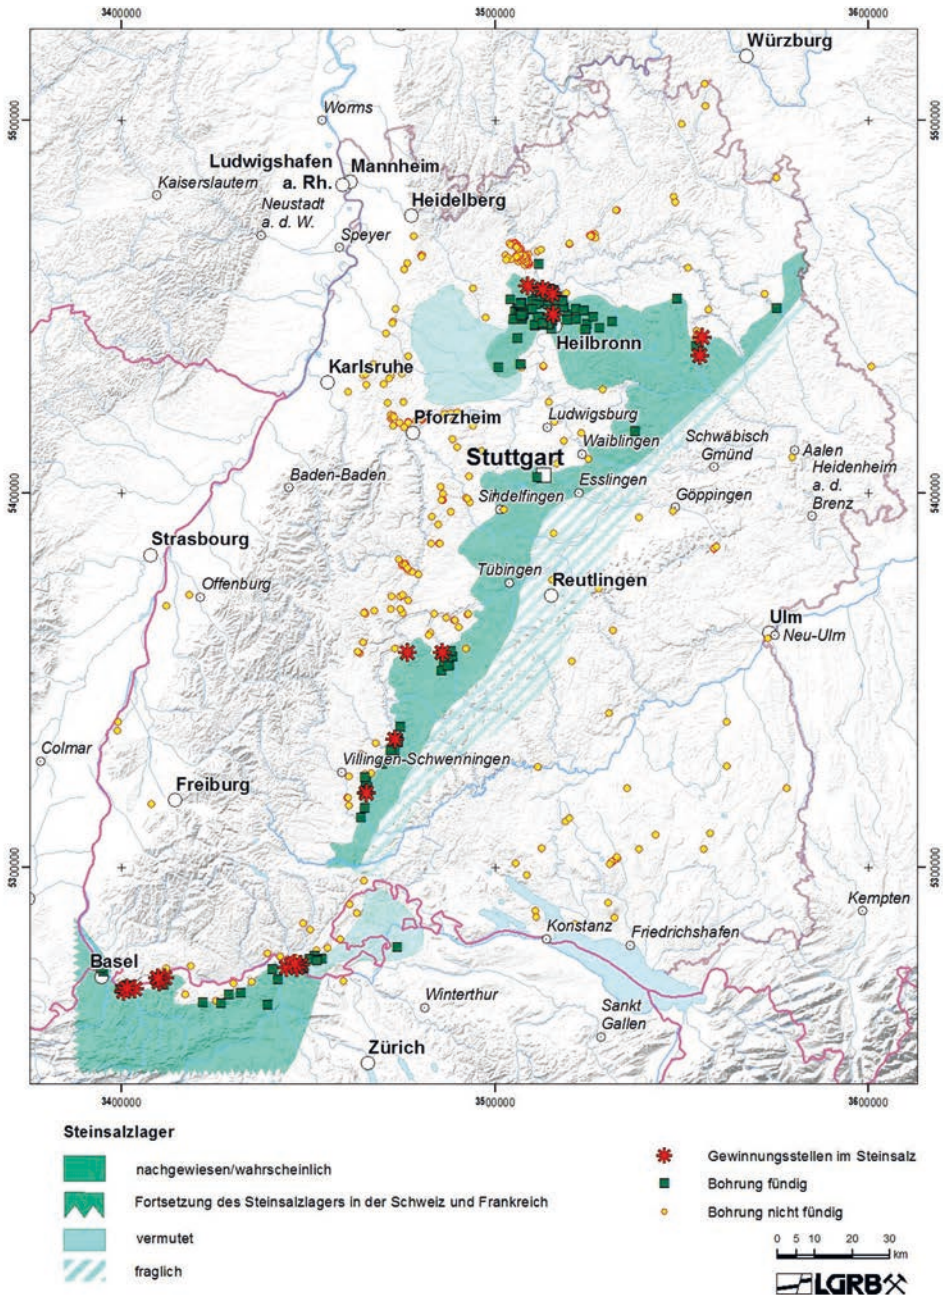 3400000
3500000
3600000
Würzburg
5500000
5500000
Worms
Ludwigshafen
a. Rh.
Mannheim
Kaiserslautern
Neustadt
a. d. W.
Heidelberg
Speyer
Heilbronn
Karlsruhe
Pforzheim
Ludwigsburg
Waiblingen
Schwäbisch
Gmünd
Aalen
Stuttgart
Heidenheim
a. d.
Brenz
Baden-Baden
Sindelfingen
Esslingen
Göppingen
5400000
5400000
Strasbourg
Offenburg
Tübingen
Reutlingen
Ulm
Neu-Ulm
Colmar
Villingen-Schwenningen
Freiburg
5300000
5300000
Kempten
Konstanz
Friedrichshafen
Basel
Winterthur
Sankt
Gallen
Zürich
3400000
3500000
3600000
Steinsalzlager
nachgewiesen/wahrscheinlich
Fortsetzung des Steinsalzlagers in der Schweiz und Frankreich
vermutet
fraglich
Gewinnungsstellen im Steinsalz
Bohrung fündig
Bohrung nicht fündig
0 5 10 20 30
km
LGRB